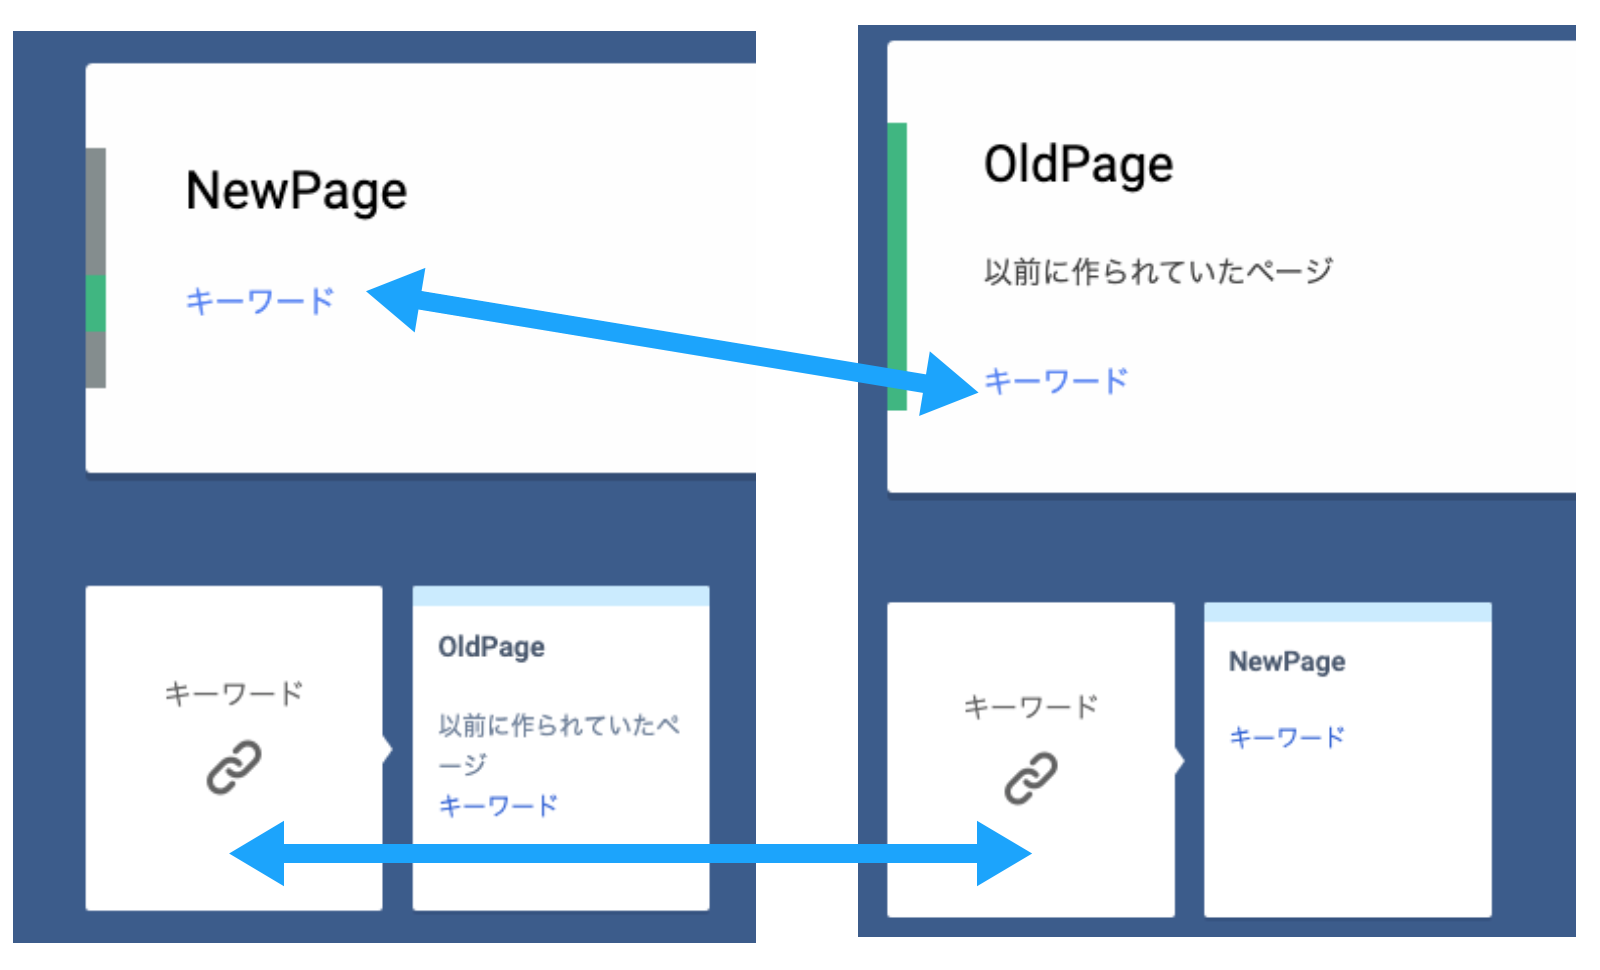 NewPage
キーワード
キーワード
OldPage
以前に作られていたペ
ージ
キーワード
OldPage
以前に作られていたページ
キーワード
キーワード
NewPage
キーワード